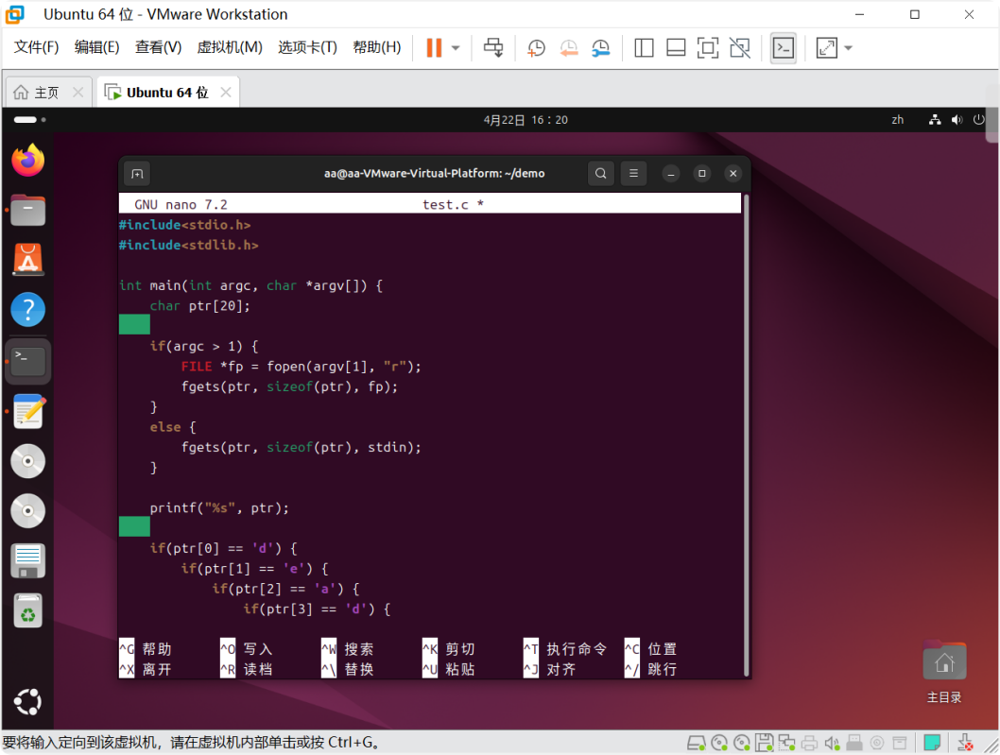 Ubuntu 64 位 - VMware Workstation
文件(F) 编辑(E) 查看(V) 虚拟机(M) 选项卡(T) 帮助(H)
主页 Ubuntu 64 位
4月22日 16：20 zh
aa@aa-VMware-Virtual-Platform: ~/demo
GNU nano 7.2 test.c *
#include<stdio.h>
#include<stdlib.h>
int main(int argc, char *argv[]) {
char ptr[20];
if(argc > 1) {
FILE *fp = fopen(argv[1], "r");
fgets(ptr, sizeof(ptr), fp);
}
else {
fgets(ptr, sizeof(ptr), stdin);
}
printf("%s", ptr);
if(ptr[0] == 'd') {
if(ptr[1] == 'e') {
if(ptr[2] == 'a') {
if(ptr[3] == 'd') {
^G 帮助 ^O 写入 ^W 搜索 ^K 剪切 ^T 执行命令 ^C 位置
^X 离开 ^R 读档 ^\ 替换 ^U 粘贴 ^J 对齐 ^/ 跳行
主目录
要将输入定向到该虚拟机，请在虚拟机内部单击或按 Ctrl+G。